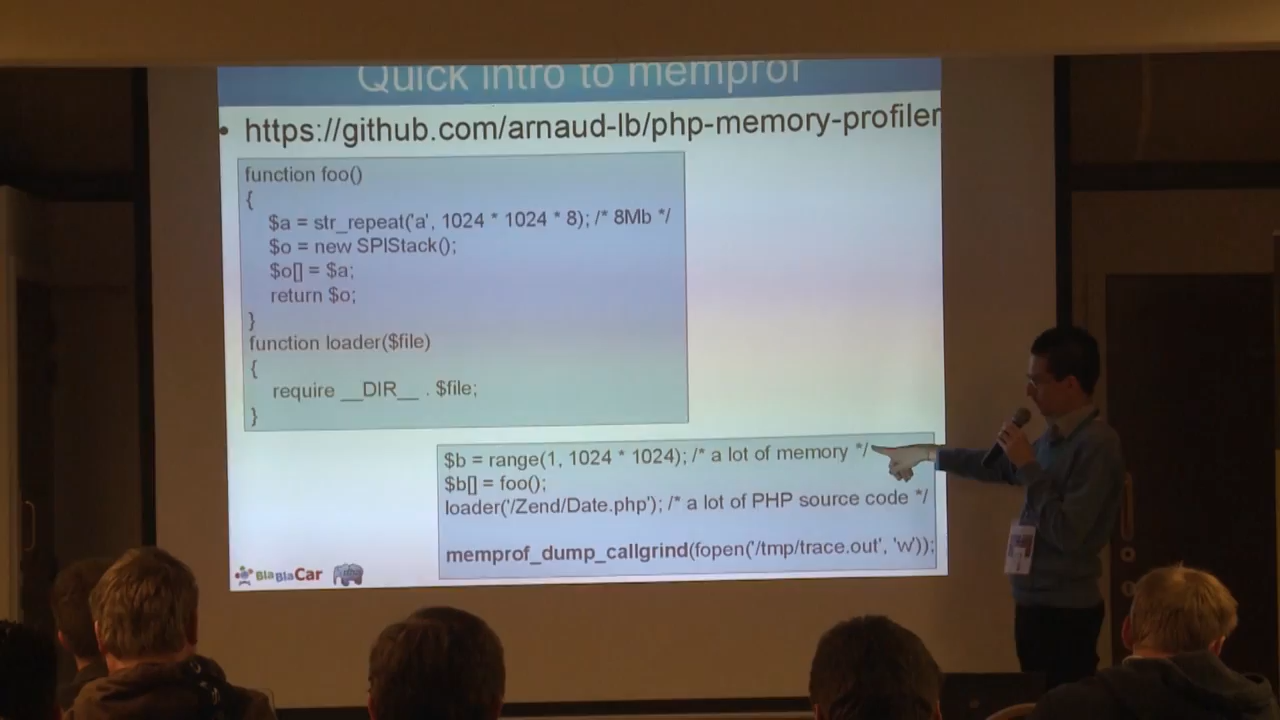 Quick intro to memprof
• https://github.com/arnaud-lb/php-memory-profiler
function foo()
{
$a = str_repeat('a', 1024 * 1024 * 8); /* 8Mb */
$o = new SPlStack();
$o[] = $a;
return $o;
}
function loader($file)
{
require __DIR__ . $file;
}
$b = range(1, 1024 * 1024); /* a lot of memory */
$b[] = foo();
loader('/Zend/Date.php'); /* a lot of PHP source code */
memprof_dump_callgrind(fopen('/tmp/trace.out', 'w'));
BlaBlaCar